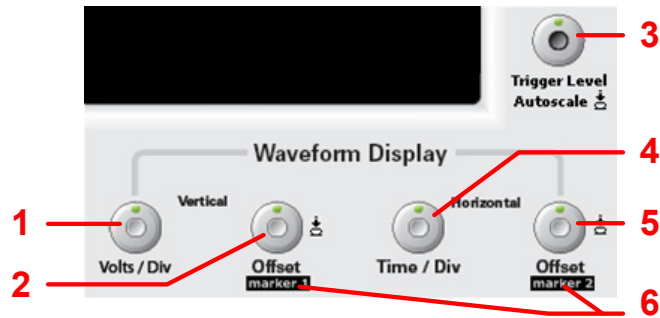 3
Trigger Level
Autoscale
Waveform Display
4
Vertical
Horizontal
1
5
2
Volts / Div
Offset
marker 1
Time / Div
Offset
marker 2
6